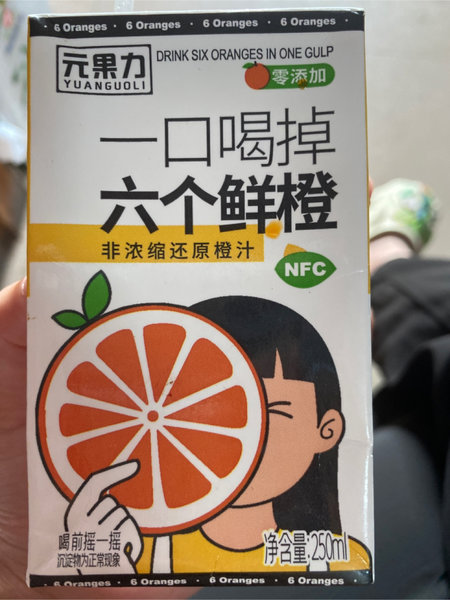 6 Oranges 6 Oranges 6 Oranges 6 Oranges
元果力
YUANGUOLI
DRINK SIX ORANGES IN ONE GULP
零添加
一口喝掉
六个鲜橙
非浓缩还原橙汁
NFC
喝前摇一摇
沉淀物为正常现象
净含量:250ml
6 Oranges 6 Oranges 6 Oranges 6 Oranges